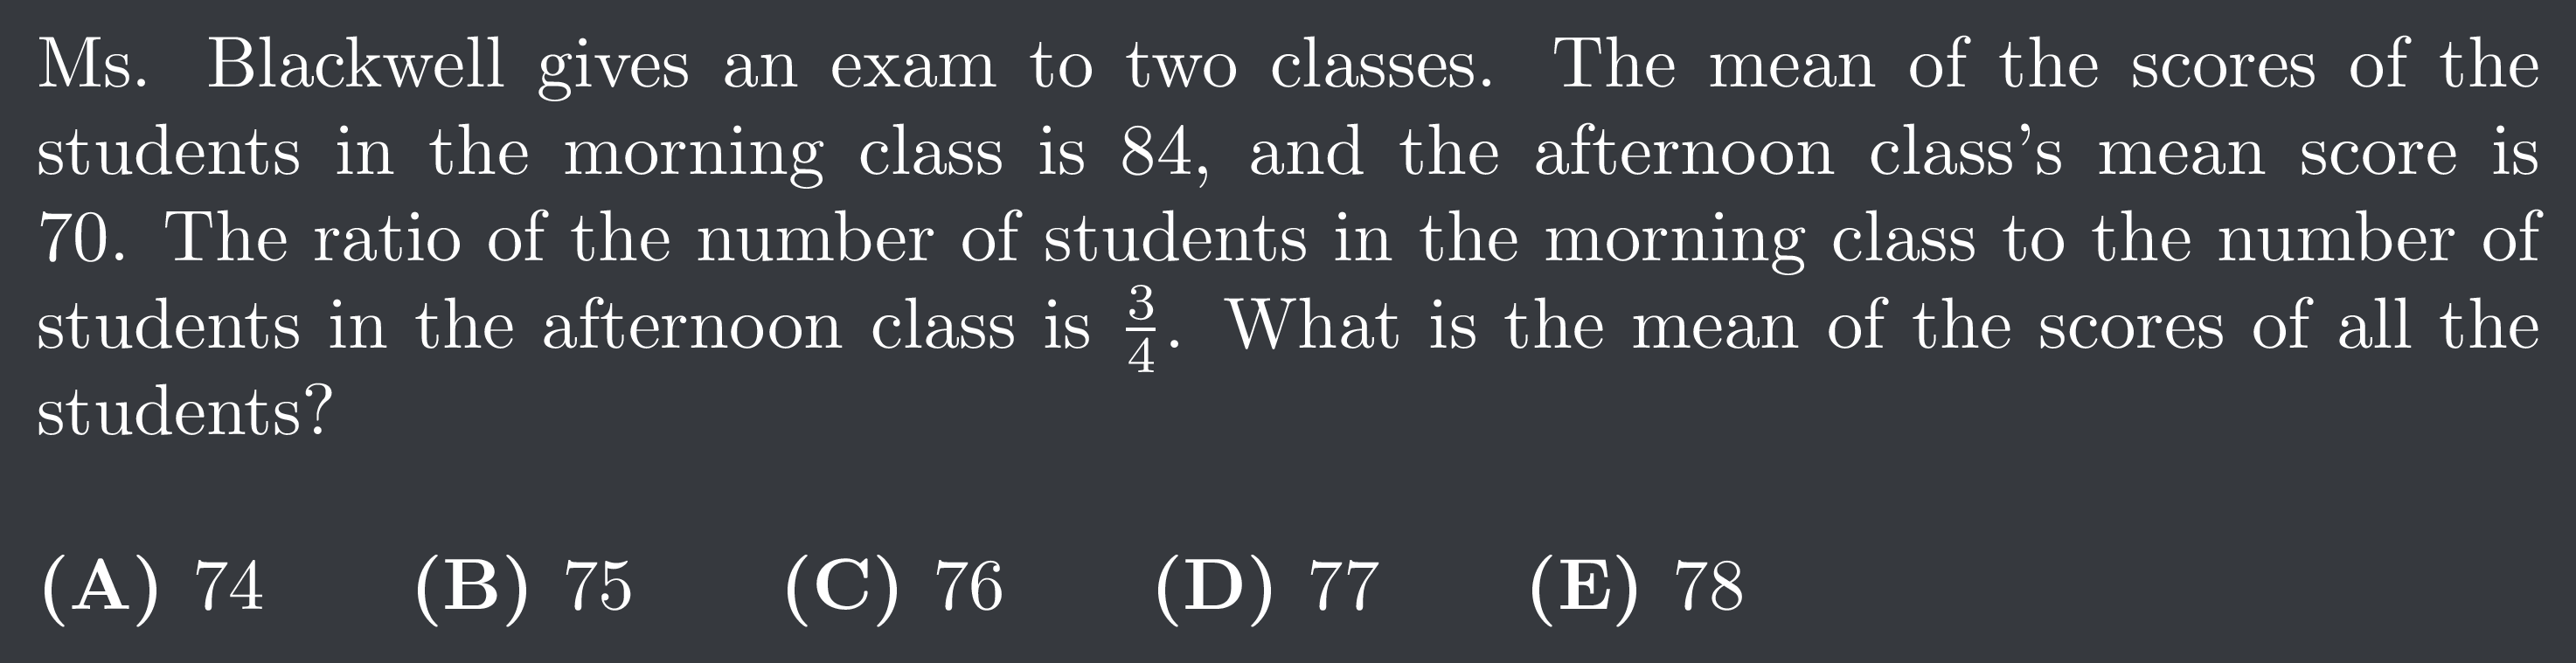 Ms. Blackwell gives an exam to two classes. The mean of the scores of the
students in the morning class is 84, and the afternoon class's mean score is
70. The ratio of the number of students in the morning class to the number of
students in the afternoon class is 3/4. What is the mean of the scores of all the
students?
(A) 74 (B) 75 (C) 76 (D) 77 (E) 78